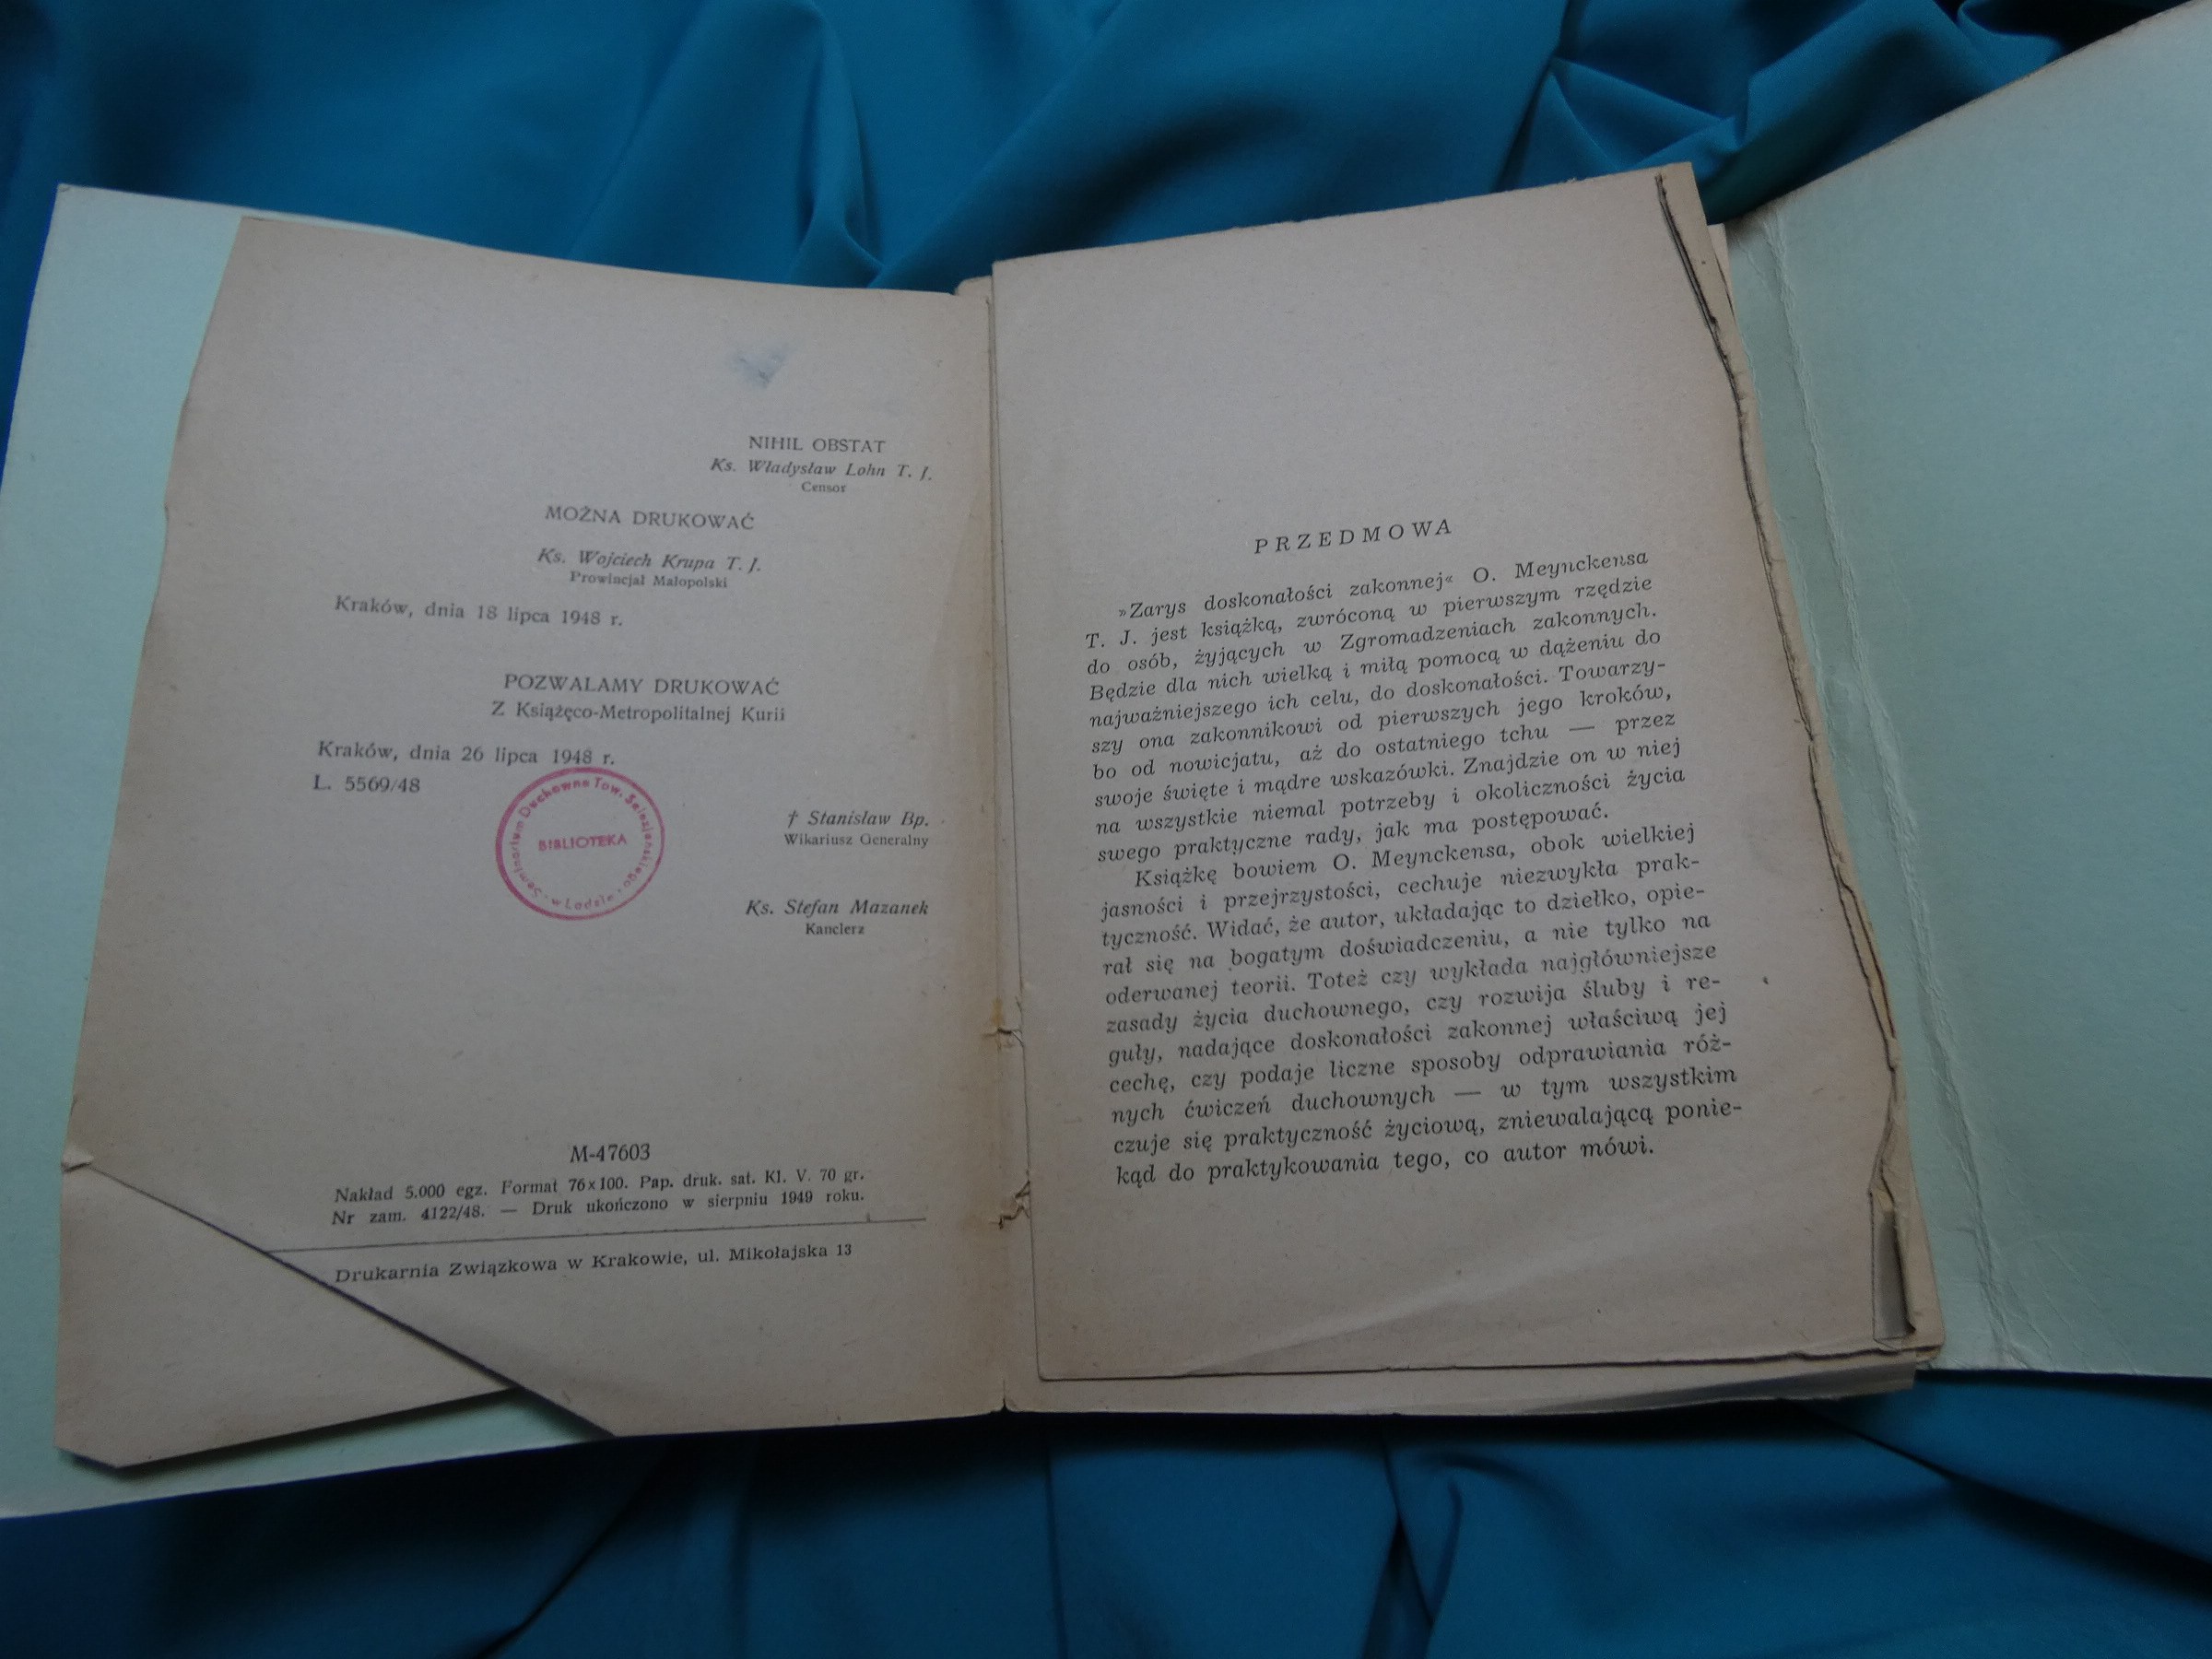 NIHIL OBSTAT
Ks. Władysław Lohn T. J.
Censor
MOŻNA DRUKOWAĆ
Ks. Wojciech Krupa T. J.
Prowincjał Małopolski
Kraków, dnia 18 lipca 1948 r.
POZWALAMY DRUKOWAĆ
Z Książęco-Metropolitalnej Kurii
Kraków, dnia 26 lipca 1948 r.
L. 5569/48
Seminarium Duchowne Tow. Salezjańskiego - w Lodzie -
BIBLIOTEKA
† Stanisław Bp.
Wikariusz Generalny
Ks. Stefan Mazanek
Kanclerz
M-47603
Nakład 5.000 egz. Format 76x100. Pap. druk. sat. Kl. V. 70 gr.
Nr zam. 4122/48. — Druk ukończono w sierpniu 1949 roku.
Drukarnia Związkowa w Krakowie, ul. Mikołajska 13
PRZEDMOWA
»Zarys doskonałości zakonnej« O. Meynckensa
T. J. jest książką, zwróconą w pierwszym rzędzie
do osób, żyjących w Zgromadzeniach zakonnych.
Będzie dla nich wielką i miłą pomocą w dążeniu do
najważniejszego ich celu, do doskonałości. Towarzy-
szy ona zakonnikowi od pierwszych jego kroków,
bo od nowicjatu, aż do ostatniego tchu — przez
swoje święte i mądre wskazówki. Znajdzie on w niej
na wszystkie niemal potrzeby i okoliczności życia
swego praktyczne rady, jak ma postępować.
Książkę bowiem O. Meynckensa, obok wielkiej
jasności i przejrzystości, cechuje niezwykła prak-
tyczność. Widać, że autor, układając to dziełko, opie-
rał się na bogatym doświadczeniu, a nie tylko na
oderwanej teorii. Toteż czy wykłada najgłówniejsze
zasady życia duchownego, czy rozwija śluby i re-
guły, nadające doskonałości zakonnej właściwą jej
cechę, czy podaje liczne sposoby odprawiania róż-
nych ćwiczeń duchownych — w tym wszystkim
czuje się praktyczność życiową, zniewalającą ponie-
kąd do praktykowania tego, co autor mówi.